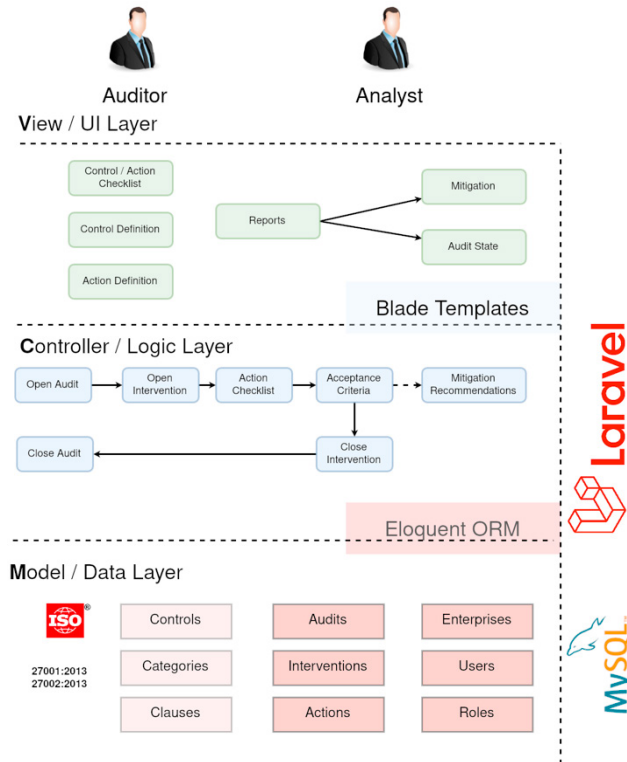 Auditor
Analyst
View / UI Layer
Control / Action
Checklist
Control Definition
Action Definition
Reports
Mitigation
Audit State
Blade Templates
Controller / Logic Layer
Open Audit
Open
Intervention
Action
Checklist
Acceptance
Criteria
Mitigation
Recommendations
Close Audit
Close
Intervention
Eloquent ORM
Laravel
Model / Data Layer
ISO®
27001:2013
27002:2013
Controls
Audits
Enterprises
Categories
Interventions
Users
Clauses
Actions
Roles
MySQL™